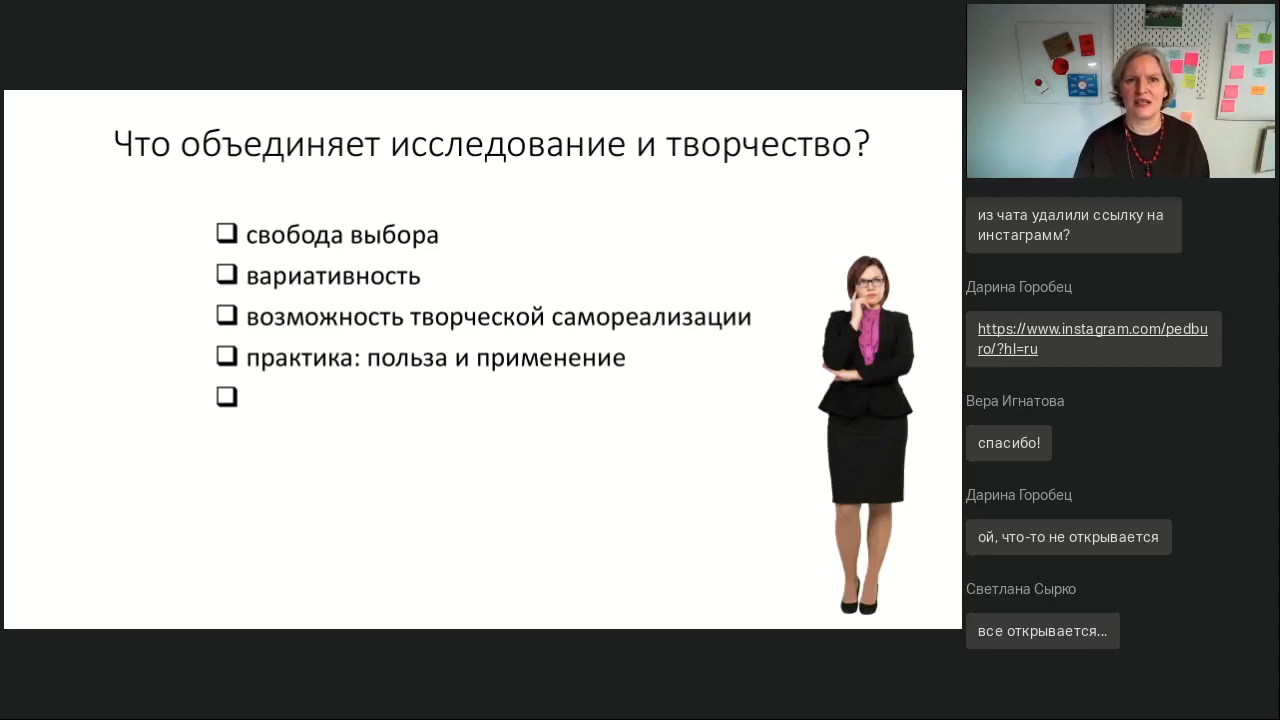 Что объединяет исследование и творчество?
свобода выбора
вариативность
возможность творческой самореализации
практика: польза и применение
из чата удалили ссылку на
инстаграмм?
Дарина Горобец
https://www.instagram.com/pedbu
ro/?hl=ru
Вера Игнатова
спасибо!
Дарина Горобец
ой, что-то не открывается
Светлана Сырко
все открывается...